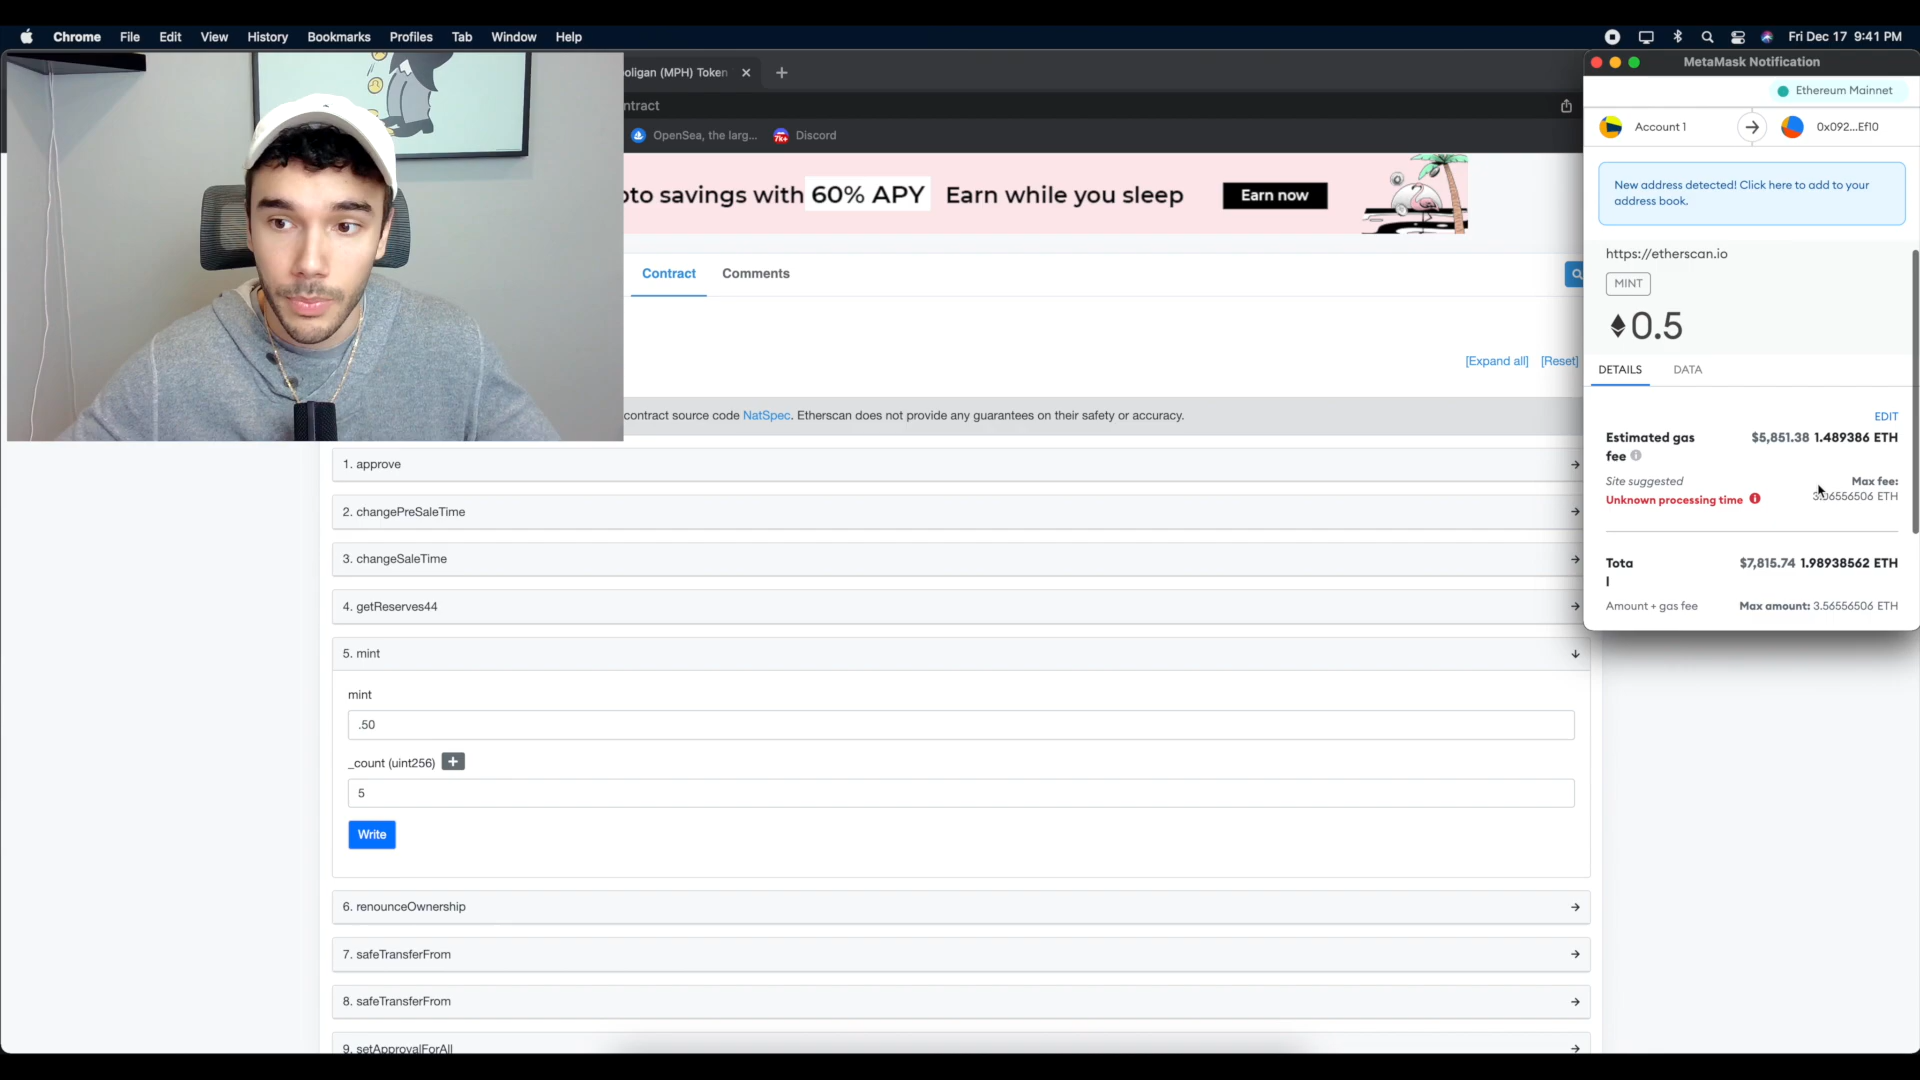 Chrome File Edit View History Bookmarks Profiles Tab Window Help Fri Dec 17 9:41 PM
oligan (MPH) Token
MetaMask Notification
Ethereum Mainnet
ntract
OpenSea, the larg... Discord
Account 1 0x092...Ef10
New address detected! Click here to add to your
address book.
to savings with 60% APY Earn while you sleep Earn now
https://etherscan.io
MINT
0.5
Contract Comments
[Expand all] [Reset]
DETAILS DATA
contract source code NatSpec. Etherscan does not provide any guarantees on their safety or accuracy.
EDIT
Estimated gas $5,851.38 1.489386 ETH
fee
Site suggested Max fee:
Unknown processing time 3.06556506 ETH
Tota $7,815.74 1.98938562 ETH
l
Amount + gas fee Max amount: 3.56556506 ETH
1. approve
2. changePreSaleTime
3. changeSaleTime
4. getReserves44
5. mint
mint
.50
_count (uint256) +
5
Write
6. renounceOwnership
7. safeTransferFrom
8. safeTransferFrom
9. setApprovalForAll